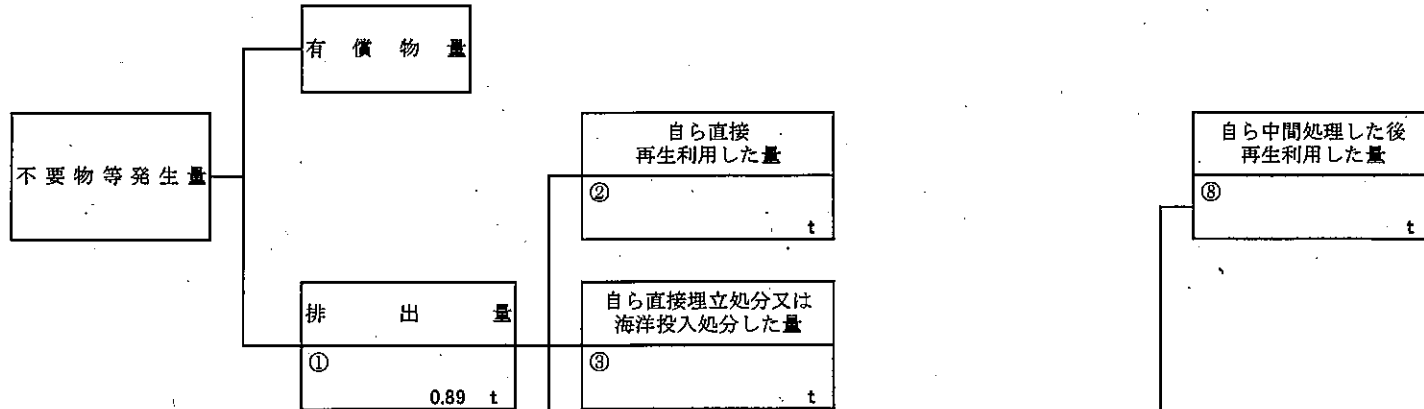 有償物量
不要物等発生量
自ら直接
再生利用した量
②
t
自ら中間処理した後
再生利用した量
⑧
t
排出量
①
0.89 t
自ら直接埋立処分又は
海洋投入処分した量
③
t